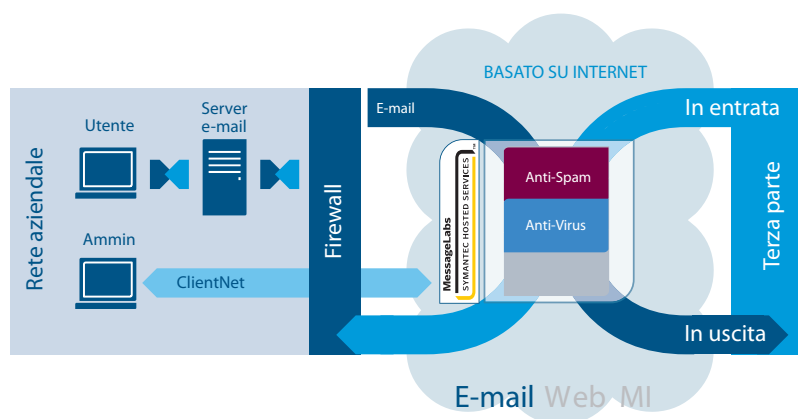 BASATO SU INTERNET
Rete aziendale
Utente
Server
e-mail
Ammin
ClientNet
Firewall
E-mail
MessageLabs
SYMANTEC HOSTED SERVICES
™
Anti-Spam
Anti-Virus
In entrata
Terza parte
In uscita
E-mail Web MI